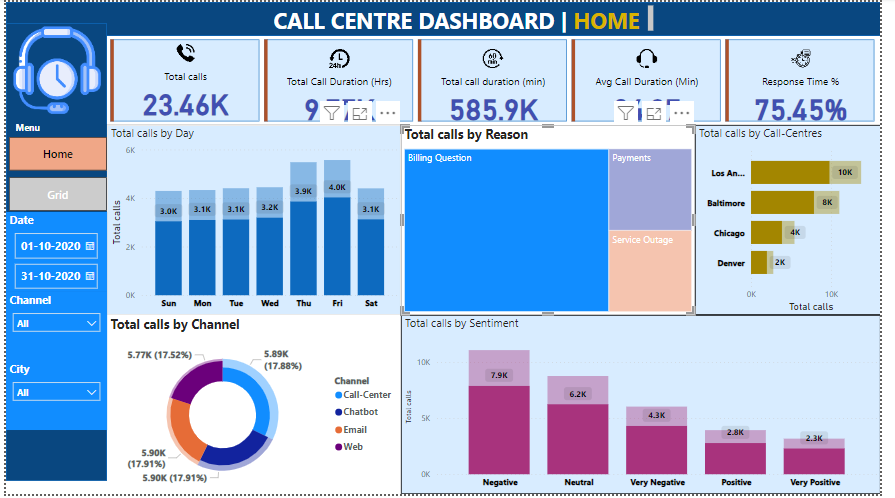 CALL CENTRE DASHBOARD | HOME
Menu
Home
Grid
Date
01-10-2020
31-10-2020
Channel
All
City
All
Total calls
23.46K
24h
Total Call Duration (Hrs)
60 min
Total call duration (min)
585.9K
Avg Call Duration (Min)
Response Time %
75.45%
Total calls by Day
Total calls
6K
4K
2K
0K
3.0K
3.1K
3.1K
3.2K
3.9K
4.0K
3.1K
Sun
Mon
Tue
Wed
Thu
Fri
Sat
Total calls by Reason
Billing Question
Payments
Service Outage
Total calls by Call-Centres
Los An...
Baltimore
Chicago
Denver
10K
8K
4K
2K
0K
10K
Total calls
Total calls by Channel
5.77K (17.52%)
5.89K
(17.88%)
5.90K
(17.91%)
5.90K (17.91%)
Channel
Call-Center
Chatbot
Email
Web
Total calls by Sentiment
Total calls
10K
5K
0K
7.9K
6.2K
4.3K
2.8K
2.3K
Negative
Neutral
Very Negative
Positive
Very Positive